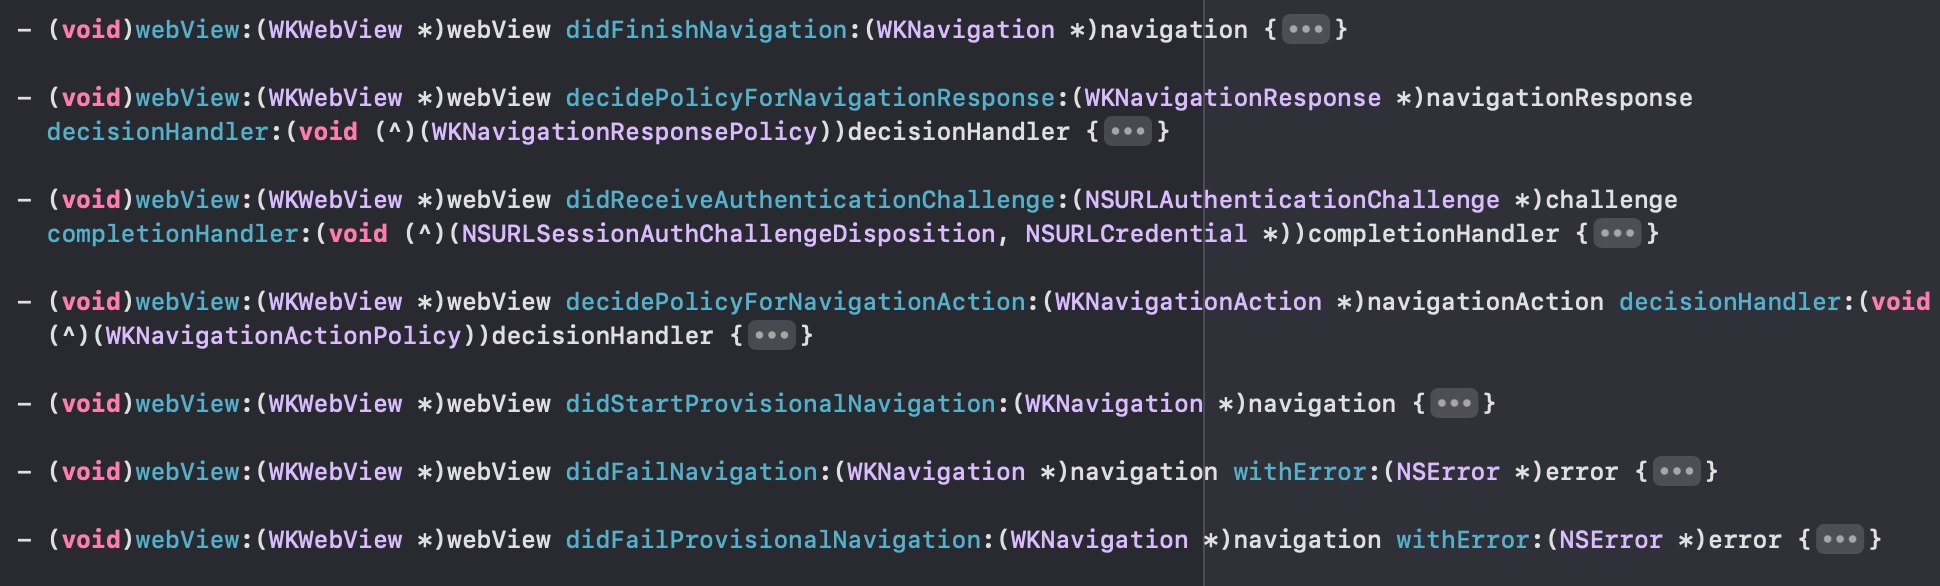 - (void)webView:(WKWebView *)webView didFinishNavigation:(WKNavigation *)navigation {•••}
- (void)webView:(WKWebView *)webView decidePolicyForNavigationResponse:(WKNavigationResponse *)navigationResponse
decisionHandler:(void (^)(WKNavigationResponsePolicy))decisionHandler {•••}
- (void)webView:(WKWebView *)webView didReceiveAuthenticationChallenge:(NSURLAuthenticationChallenge *)challenge
completionHandler:(void (^)(NSURLSessionAuthChallengeDisposition, NSURLCredential *))completionHandler {•••}
- (void)webView:(WKWebView *)webView decidePolicyForNavigationAction:(WKNavigationAction *)navigationAction decisionHandler:(void
(^)(WKNavigationActionPolicy))decisionHandler {•••}
- (void)webView:(WKWebView *)webView didStartProvisionalNavigation:(WKNavigation *)navigation {•••}
- (void)webView:(WKWebView *)webView didFailNavigation:(WKNavigation *)navigation withError:(NSError *)error {•••}
- (void)webView:(WKWebView *)webView didFailProvisionalNavigation:(WKNavigation *)navigation withError:(NSError *)error {•••}